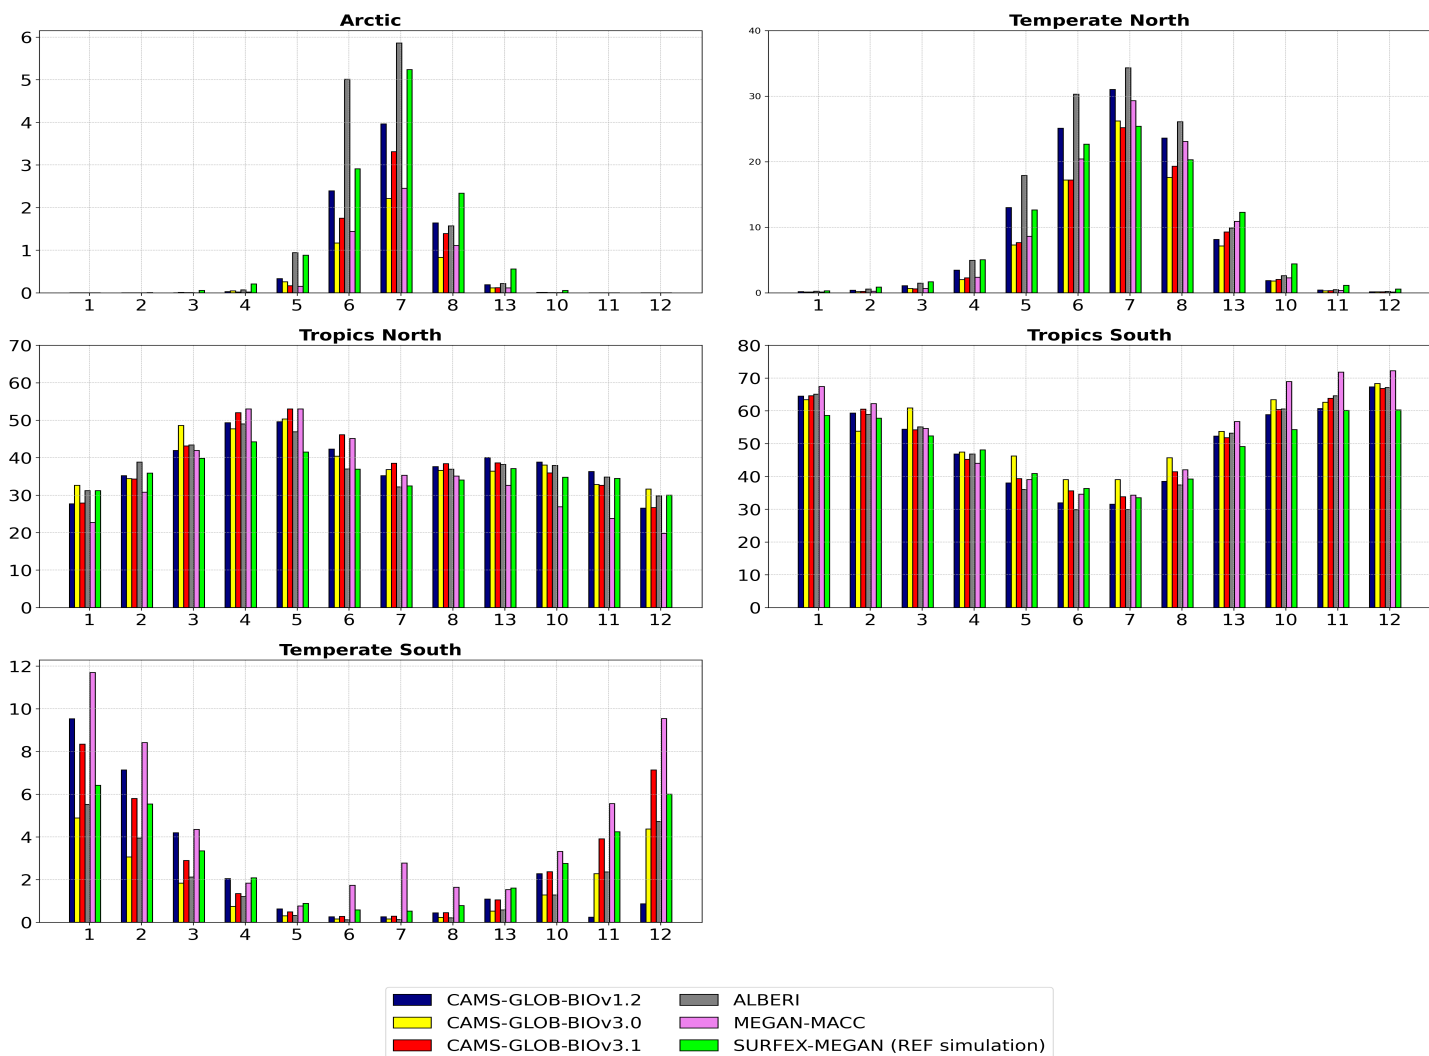 Arctic
6
5
4
3
2
1
0
1 2 3 4 5 6 7 8 13 10 11 12
Temperate North
40
30
20
10
0
1 2 3 4 5 6 7 8 13 10 11 12
Tropics North
70
60
50
40
30
20
10
0
1 2 3 4 5 6 7 8 13 10 11 12
Tropics South
80
70
60
50
40
30
20
10
0
1 2 3 4 5 6 7 8 13 10 11 12
Temperate South
12
10
8
6
4
2
0
1 2 3 4 5 6 7 8 13 10 11 12
CAMS-GLOB-BIOv1.2
CAMS-GLOB-BIOv3.0
CAMS-GLOB-BIOv3.1
ALBERI
MEGAN-MACC
SURFEX-MEGAN (REF simulation)